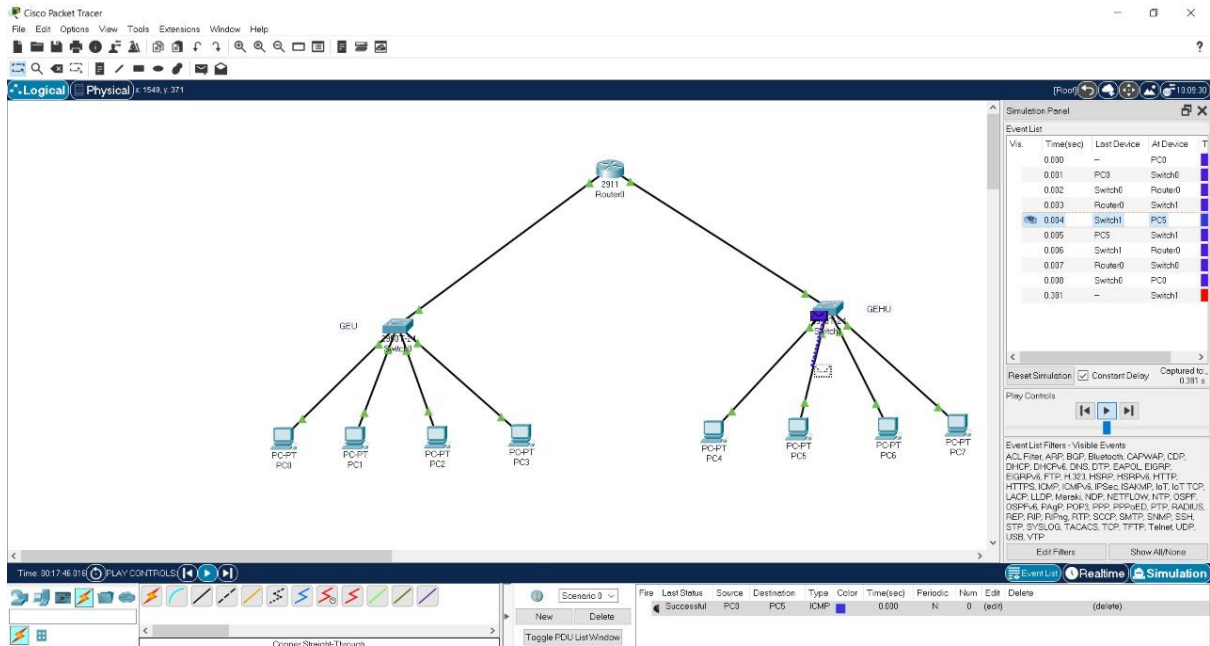 Cisco Packet Tracer
File Edit Options View Tools Extensions Window Help
?
Logical Physical x: 1549, y: 371
[Root] 10:09:30
2911
Router0
GEU
GEHU
PC-PT
PC0
PC-PT
PC1
PC-PT
PC2
PC-PT
PC3
PC-PT
PC4
PC-PT
PC5
PC-PT
PC6
PC-PT
PC7
Simulation Panel
Event List
Vis. Time(sec) Last Device At Device T
0.000 -- PC0
0.001 PC0 Switch0
0.002 Switch0 Router0
0.003 Router0 Switch1
0.004 Switch1 PC5
0.005 PC5 Switch1
0.006 Switch1 Router0
0.007 Router0 Switch0
0.008 Switch0 PC0
0.381 -- Switch1
Reset Simulation Constant Delay Captured to:
0.381 s
Play Controls
Event List Filters - Visible Events
ACL Filter, ARP, BGP, Bluetooth, CAPWAP, CDP,
DHCP, DHCPv6, DNS, DTP, EAPOL, EIGRP,
EIGRPv6, FTP, H.323, HSRP, HSRPv6, HTTP,
HTTPS, ICMP, ICMPv6, IPSec, ISAKMP, IoT, IoT TCP,
LACP, LLDP, Meraki, NDP, NETFLOW, NTP, OSPF,
OSPFv6, PAgP, POP3, PPP, PPPoED, PTP, RADIUS,
REP, RIP, RIPng, RTP, SCCP, SMTP, SNMP, SSH,
STP, SYSLOG, TACACS, TCP, TFTP, Telnet, UDP,
USB, VTP
Edit Filters Show All/None
Time: 00:17:46.016 PLAY CONTROLS:
Event List Realtime Simulation
Scenario 0
New Delete
Toggle PDU List Window
Copper Straight-Through
Fire Last Status Source Destination Type Color Time(sec) Periodic Num Edit Delete
Successful PC0 PC5 ICMP 0.000 N 0 (edit) (delete)